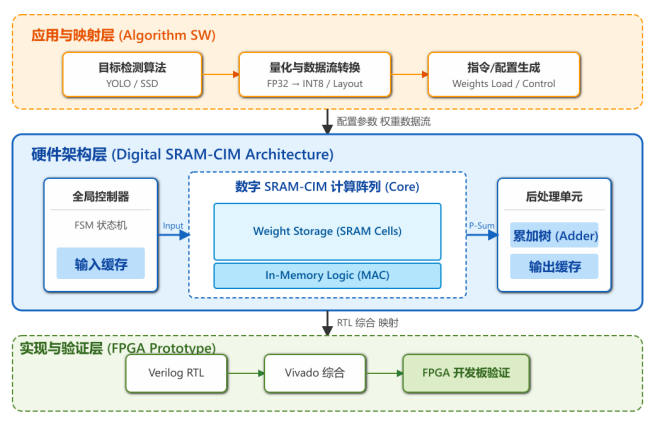 应用与映射层 (Algorithm SW)
目标检测算法
YOLO / SSD
量化与数据流转换
FP32 → INT8 / Layout
指令/配置生成
Weights Load / Control
配置参数 权重数据流
硬件架构层 (Digital SRAM-CIM Architecture)
全局控制器
FSM 状态机
输入缓存
Input
数字 SRAM-CIM 计算阵列 (Core)
Weight Storage (SRAM Cells)
In-Memory Logic (MAC)
P-Sum
后处理单元
累加树 (Adder)
输出缓存
RTL 综合 映射
实现与验证层 (FPGA Prototype)
Verilog RTL
Vivado 综合
FPGA 开发板验证